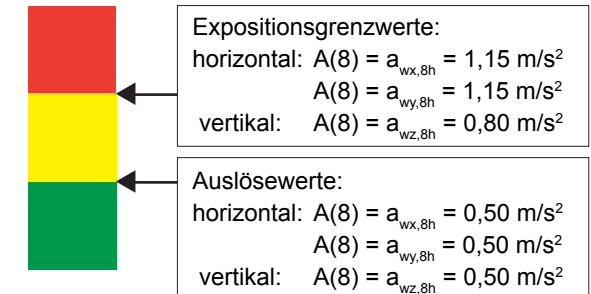 Expositionsgrenzwerte:
horizontal: A(8) = a_wx,8h = 1,15 m/s²
A(8) = a_wy,8h = 1,15 m/s²
vertikal: A(8) = a_wz,8h = 0,80 m/s²
Auslösewerte:
horizontal: A(8) = a_wx,8h = 0,50 m/s²
A(8) = a_wy,8h = 0,50 m/s²
vertikal: A(8) = a_wz,8h = 0,50 m/s²